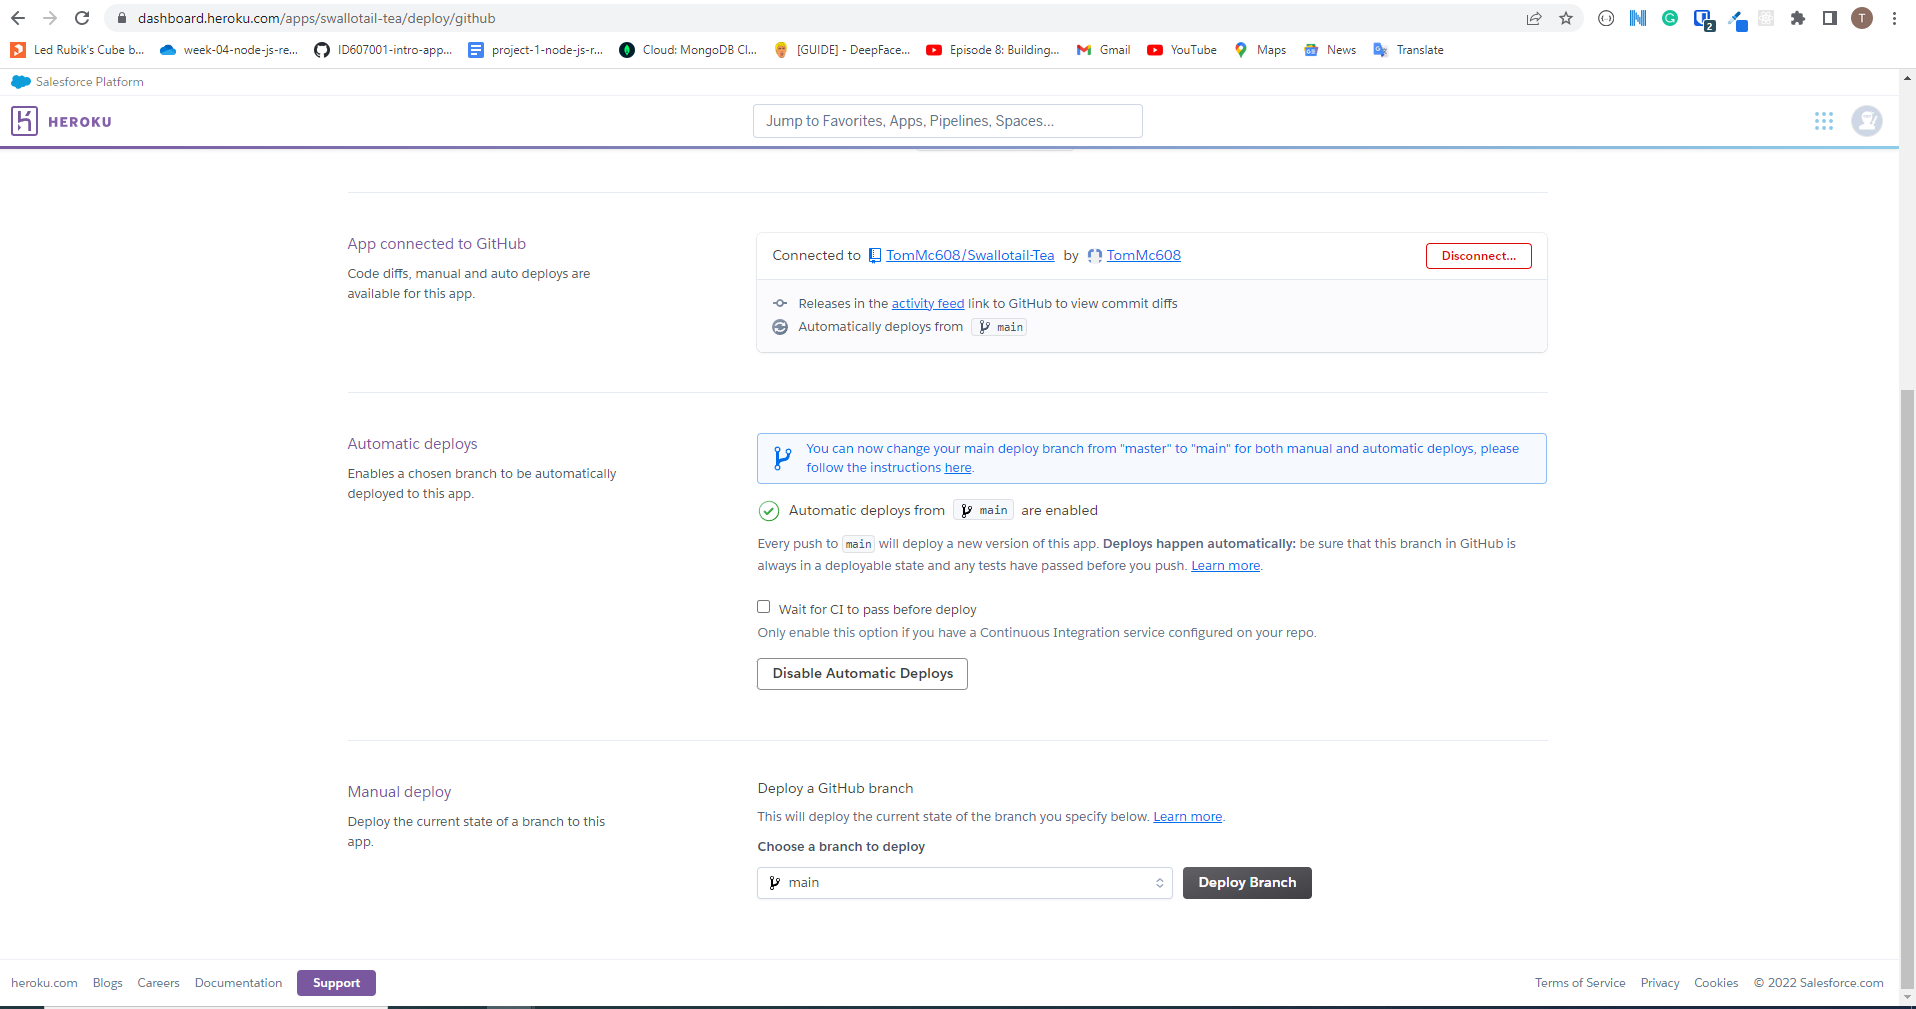 dashboard.heroku.com/apps/swallotail-tea/deploy/github
2
T
Led Rubik's Cube b...
week-04-node-js-re...
ID607001-intro-app...
project-1-node-js-r...
Cloud: MongoDB Cl...
[GUIDE] - DeepFace...
Episode 8: Building...
Gmail
YouTube
Maps
News
Translate
Salesforce Platform
HEROKU
Jump to Favorites, Apps, Pipelines, Spaces...
App connected to GitHub
Code diffs, manual and auto deploys are
available for this app.
Connected to TomMc608/Swallotail-Tea by TomMc608
Disconnect...
Releases in the activity feed link to GitHub to view commit diffs
Automatically deploys from main
Automatic deploys
Enables a chosen branch to be automatically
deployed to this app.
You can now change your main deploy branch from "master" to "main" for both manual and automatic deploys, please
follow the instructions here.
Automatic deploys from main are enabled
Every push to main will deploy a new version of this app. Deploys happen automatically: be sure that this branch in GitHub is
always in a deployable state and any tests have passed before you push. Learn more.
Wait for CI to pass before deploy
Only enable this option if you have a Continuous Integration service configured on your repo.
Disable Automatic Deploys
Manual deploy
Deploy the current state of a branch to this
app.
Deploy a GitHub branch
This will deploy the current state of the branch you specify below. Learn more.
Choose a branch to deploy
main
Deploy Branch
heroku.com
Blogs
Careers
Documentation
Support
Terms of Service
Privacy
Cookies
© 2022 Salesforce.com